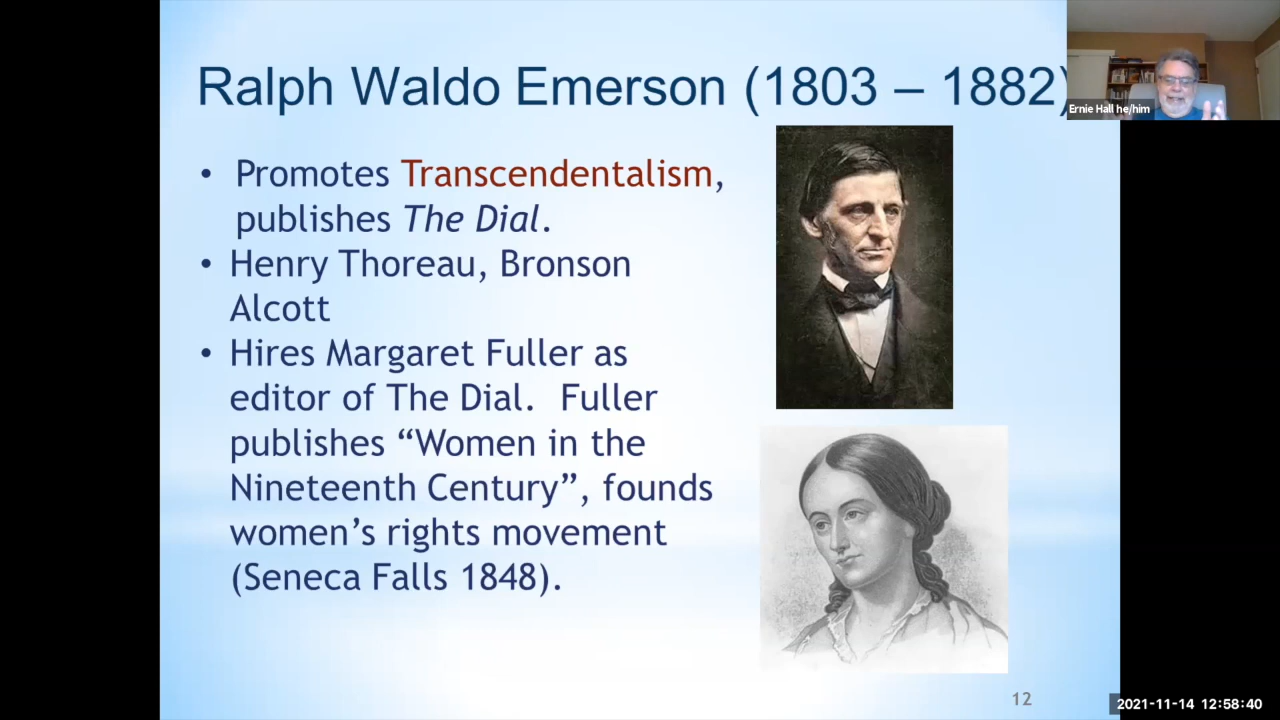 Ralph Waldo Emerson (1803 – 1882)
Ernie Hall he/him
• Promotes Transcendentalism,
publishes The Dial.
• Henry Thoreau, Bronson
Alcott
• Hires Margaret Fuller as
editor of The Dial.  Fuller
publishes “Women in the
Nineteenth Century”, founds
women’s rights movement
(Seneca Falls 1848).
12
2021-11-14 12:58:40